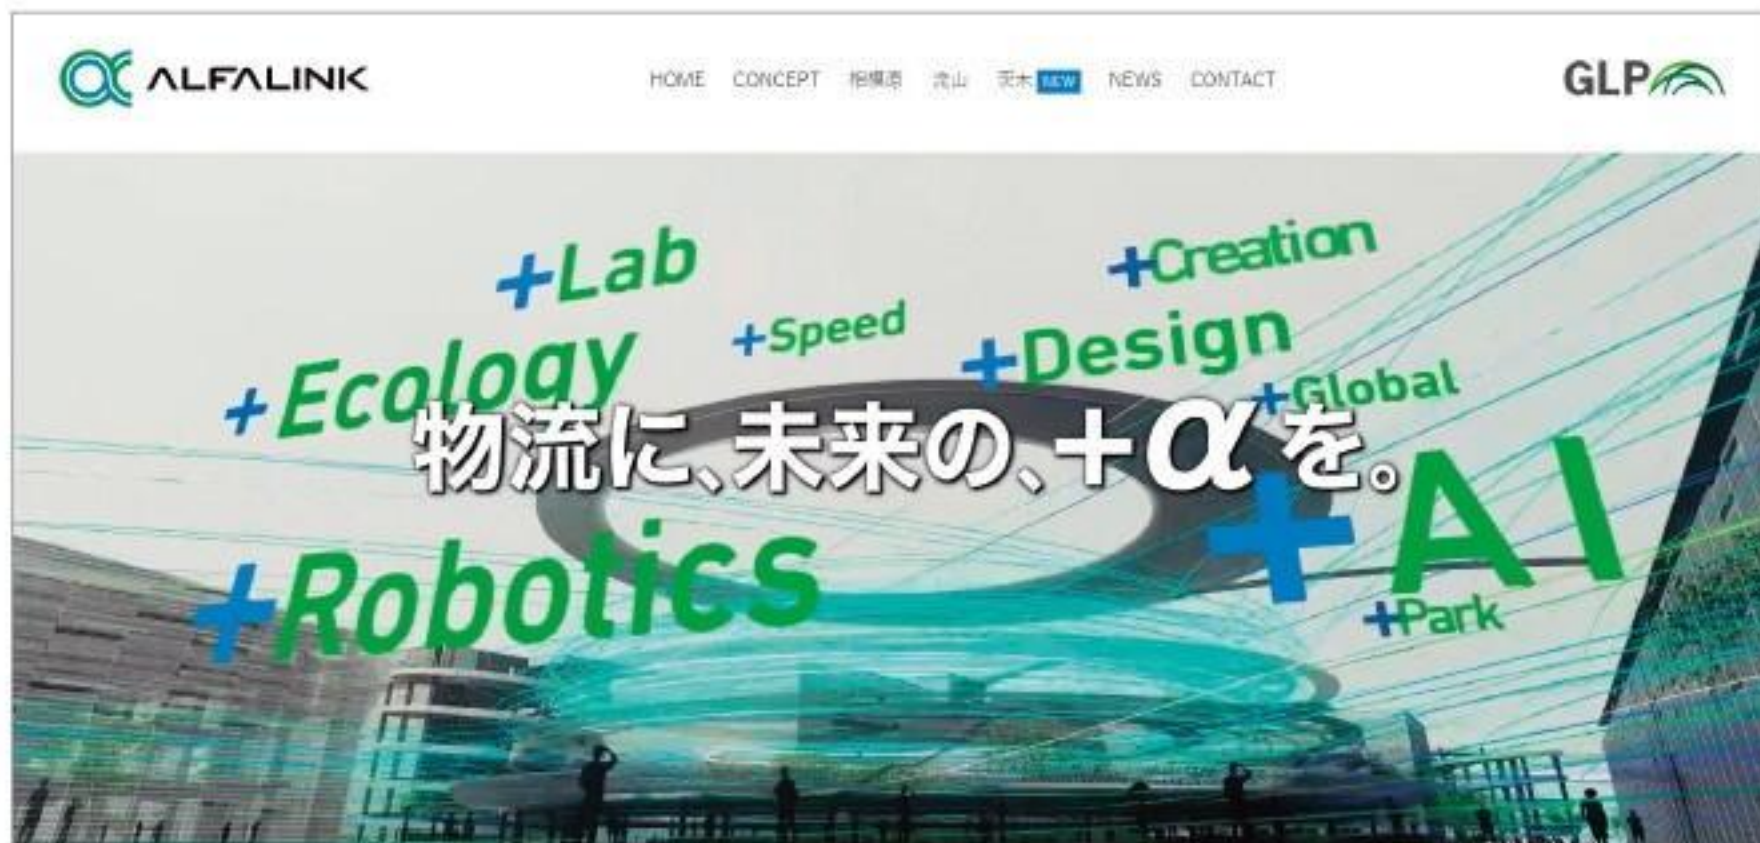 ALFALINK
HOME CONCEPT 相模原 流山 茨木 NEW NEWS CONTACT
GLP
+Lab
+Creation
+Speed
+Ecology
+Design
+Global
物流に、未来の、+αを。
+AI
+Robotics
+Park